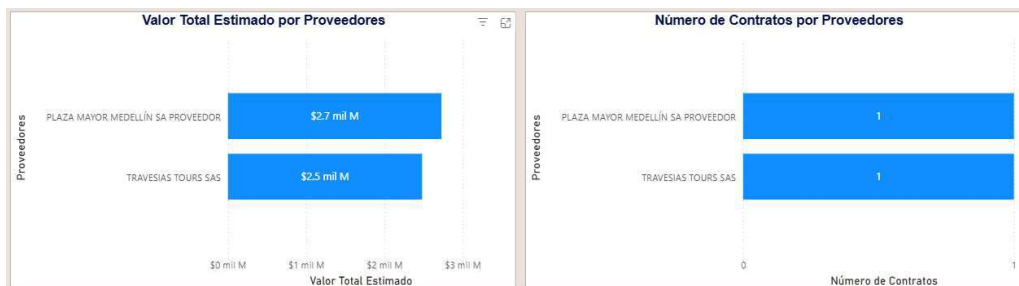 Valor Total Estimado por Proveedores
Proveedores
PLAZA MAYOR MEDELLÍN SA PROVEEDOR
$2.7 mil M
TRAVESIAS TOURS SAS
$2.5 mil M
$0 mil M $1 mil M $2 mil M $3 mil M
Valor Total Estimado
Número de Contratos por Proveedores
Proveedores
PLAZA MAYOR MEDELLÍN SA PROVEEDOR
1
TRAVESIAS TOURS SAS
1
0 1
Número de Contratos